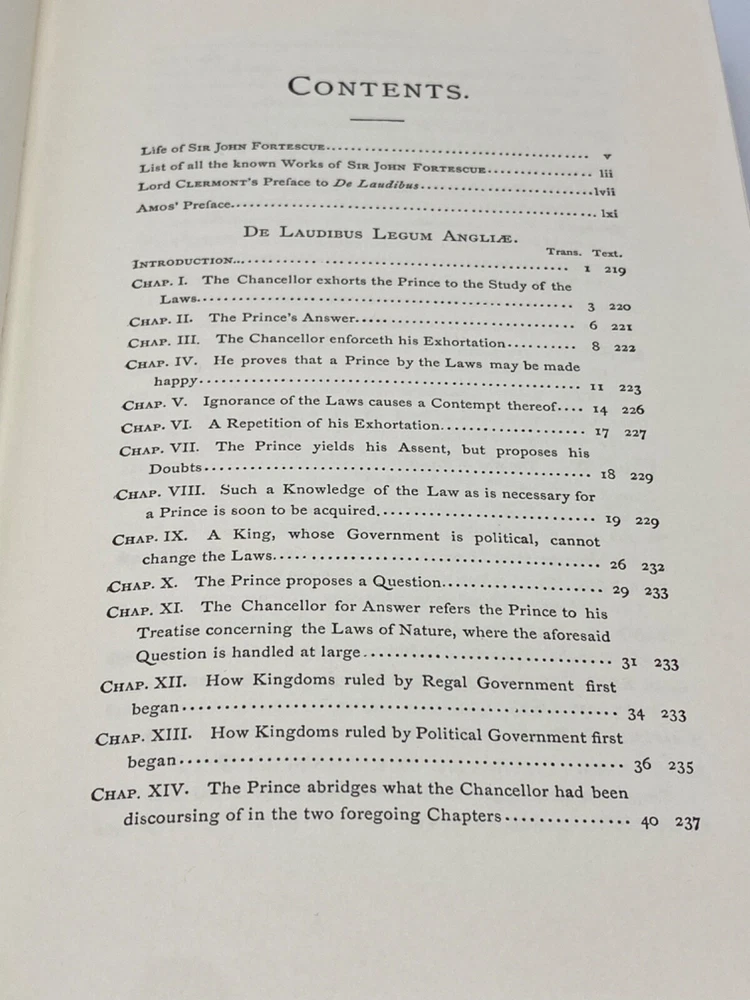 CONTENTS.
Life of SIR JOHN FORTESCUE.............................................. v
List of all the known Works of SIR JOHN FORTESCUE................ lii
Lord CLERMONT'S Preface to De Laudibus..........................lvii
AMOS' Preface....................................................... lxi
DE LAUDIBUS LEGUM ANGLIÆ.
Trans. Text.
INTRODUCTION..................................................... 1 219
CHAP. I. The Chancellor exhorts the Prince to the Study of the
Laws....................................................... 3 220
CHAP. II. The Prince's Answer................................ 6 221
CHAP. III. The Chancellor enforceth his Exhortation.......... 8 222
CHAP. IV. He proves that a Prince by the Laws may be made
happy....................................................... 11 223
CHAP. V. Ignorance of the Laws causes a Contempt thereof.... 14 226
CHAP. VI. A Repetition of his Exhortation.................. 17 227
CHAP. VII. The Prince yields his Assent, but proposes his
Doubts..................................................... 18 229
CHAP. VIII. Such a Knowledge of the Law as is necessary for
a Prince is soon to be acquired............................ 19 229
CHAP. IX. A King, whose Government is political, cannot
change the Laws............................................ 26 232
CHAP. X. The Prince proposes a Question.................... 29 233
CHAP. XI. The Chancellor for Answer refers the Prince to his
Treatise concerning the Laws of Nature, where the aforesaid
Question is handled at large............................... 31 233
CHAP. XII. How Kingdoms ruled by Regal Government first
began...................................................... 34 233
CHAP. XIII. How Kingdoms ruled by Political Government first
began...................................................... 36 235
CHAP. XIV. The Prince abridges what the Chancellor had been
discoursing of in the two foregoing Chapters............... 40 237